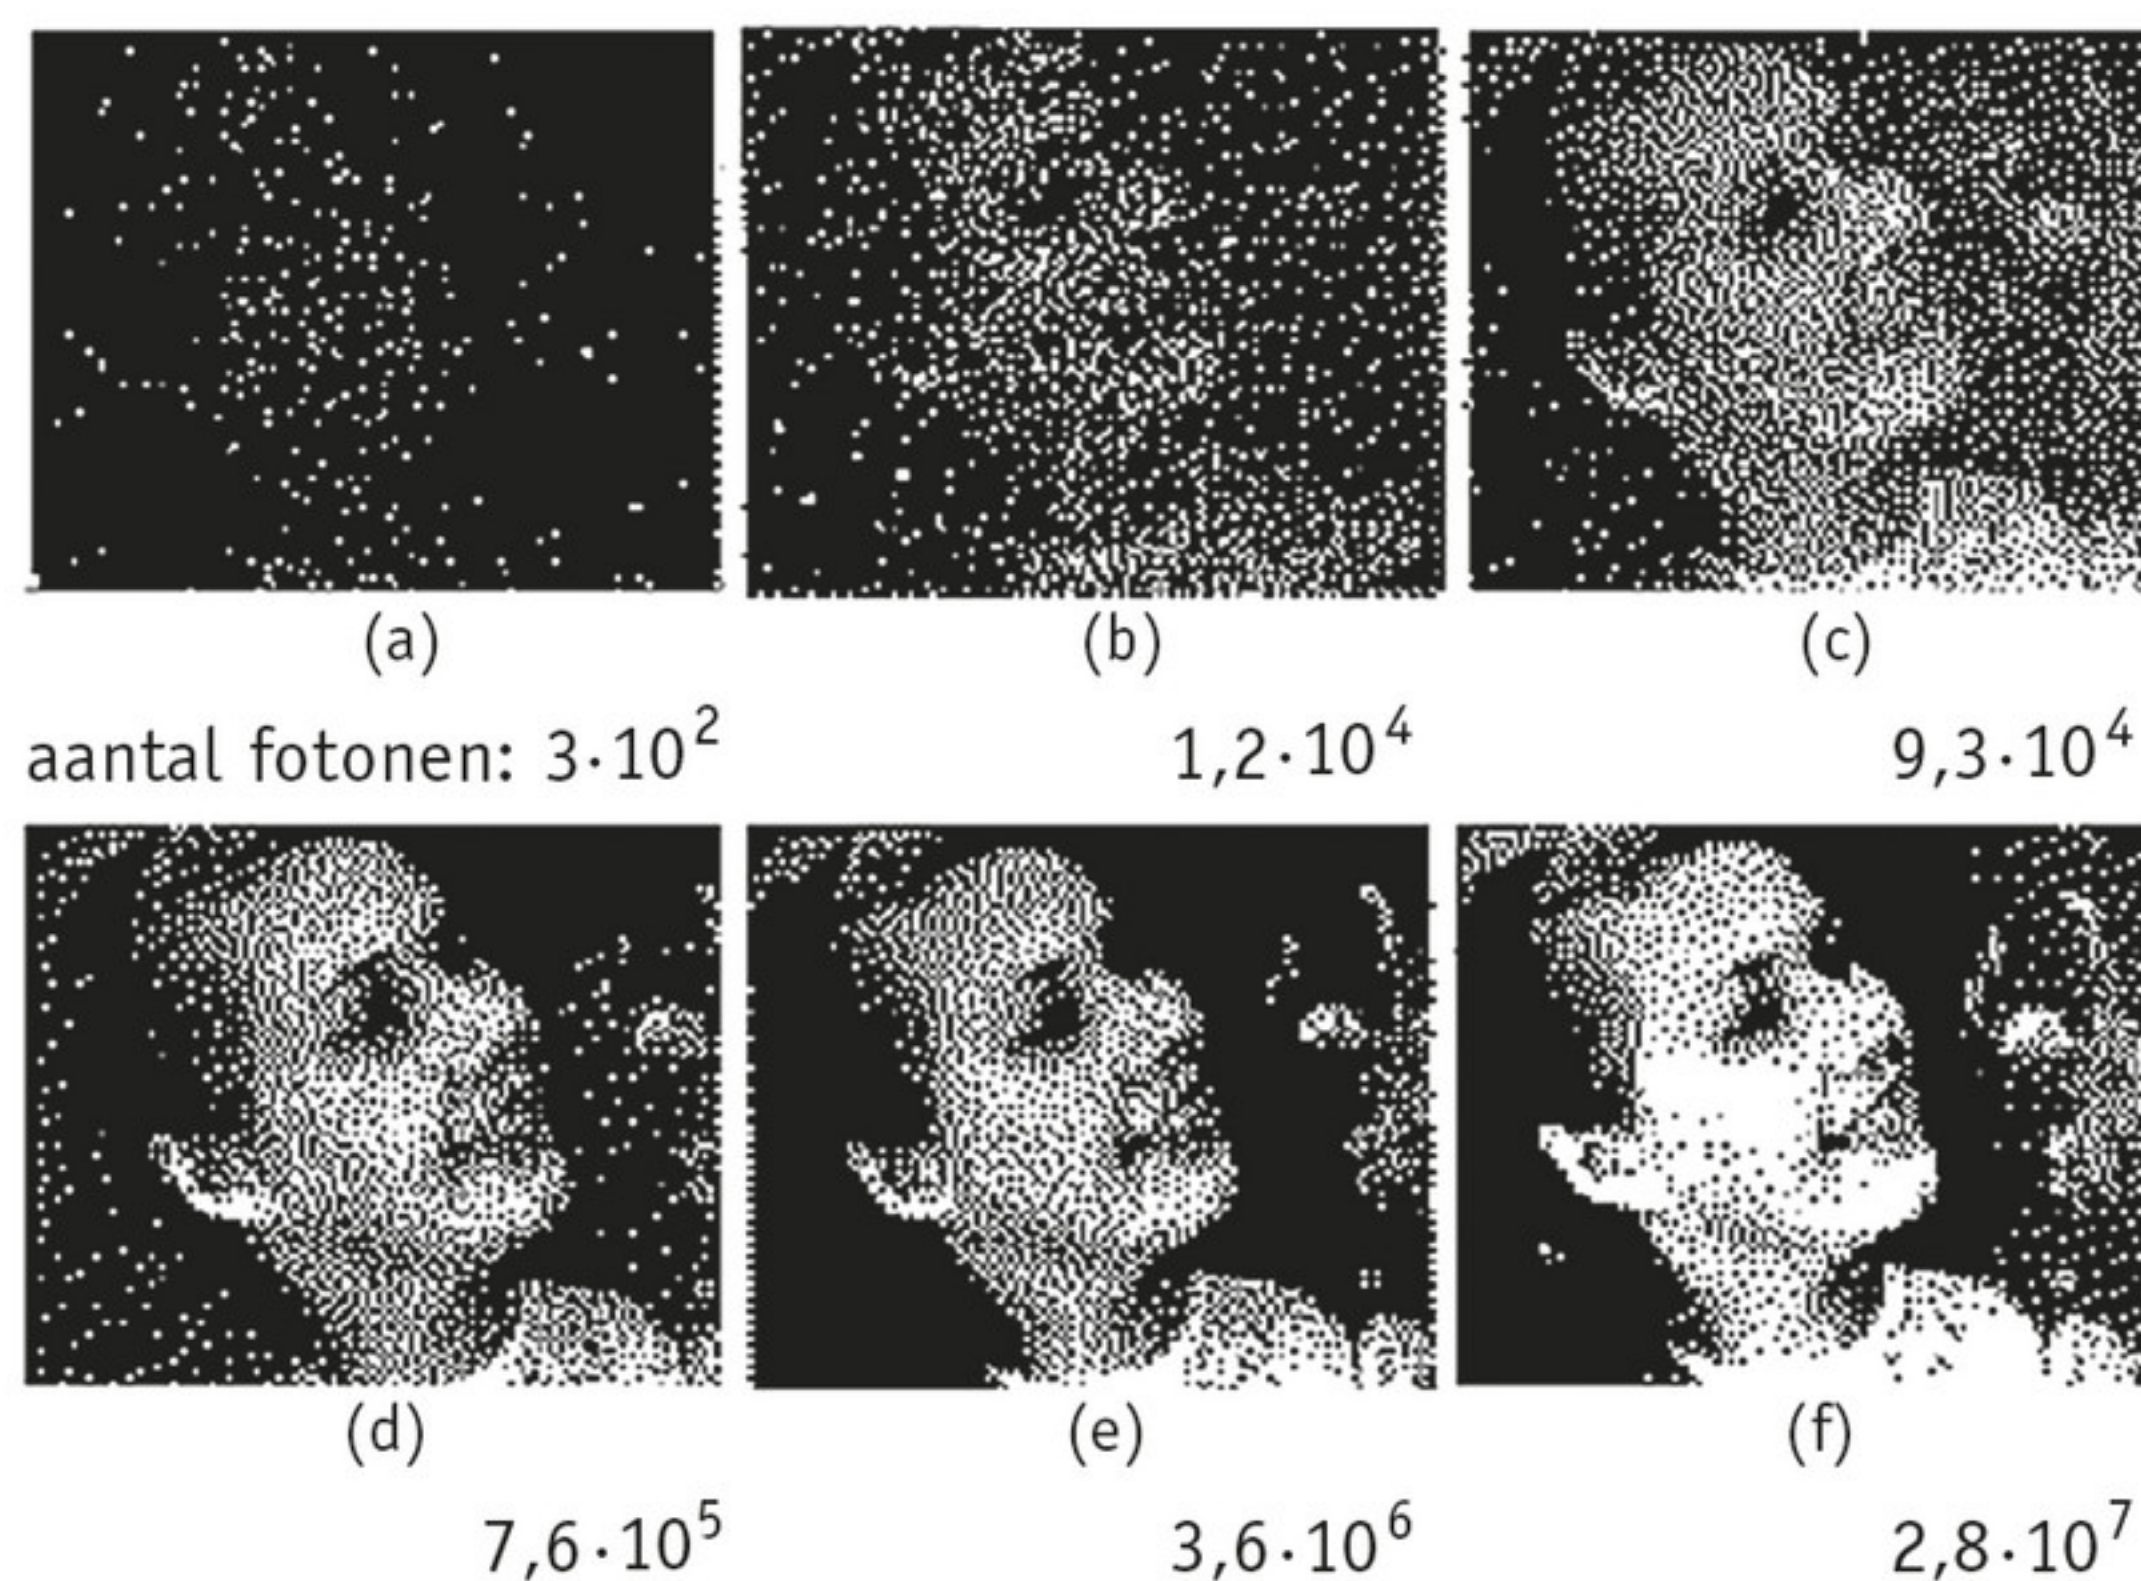 (a) (b) (c)
aantal fotonen: 3·10² 1,2·10⁴ 9,3·10⁴
(d) (e) (f)
7,6·10⁵ 3,6·10⁶ 2,8·10⁷